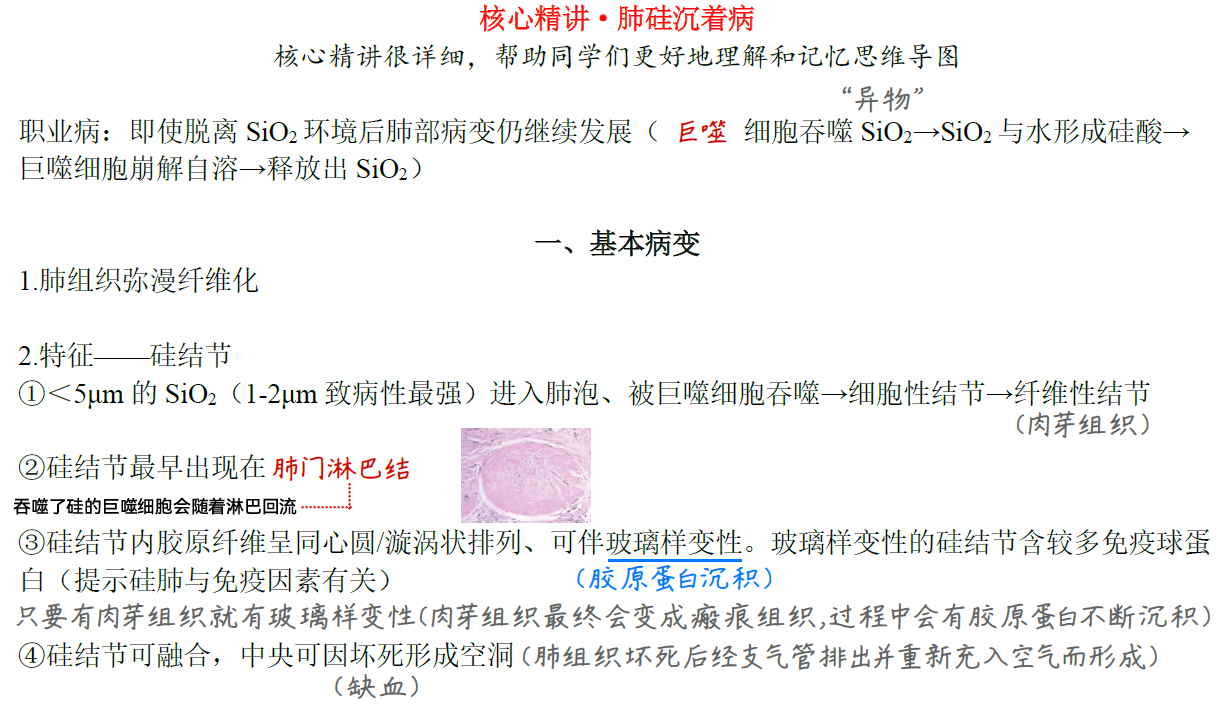 核心精讲·肺硅沉着病
核心精讲很详细，帮助同学们更好地理解和记忆思维导图
“异物”
职业病：即使脱离 SiO₂ 环境后肺部病变仍继续发展（ 巨噬 细胞吞噬 SiO₂→SiO₂ 与水形成硅酸→
巨噬细胞崩解自溶→释放出 SiO₂）
一、基本病变
1.肺组织弥漫纤维化
2.特征——硅结节
①＜5μm 的 SiO₂（1-2μm 致病性最强）进入肺泡、被巨噬细胞吞噬→细胞性结节→纤维性结节
(肉芽组织)
②硅结节最早出现在 肺门淋巴结
吞噬了硅的巨噬细胞会随着淋巴回流
③硅结节内胶原纤维呈同心圆/漩涡状排列、可伴玻璃样变性。玻璃样变性的硅结节含较多免疫球蛋
白（提示硅肺与免疫因素有关）
(胶原蛋白沉积)
只要有肉芽组织就有玻璃样变性(肉芽组织最终会变成瘢痕组织,过程中会有胶原蛋白不断沉积)
④硅结节可融合，中央可因坏死形成空洞(肺组织坏死后经支气管排出并重新充入空气而形成)
(缺血)